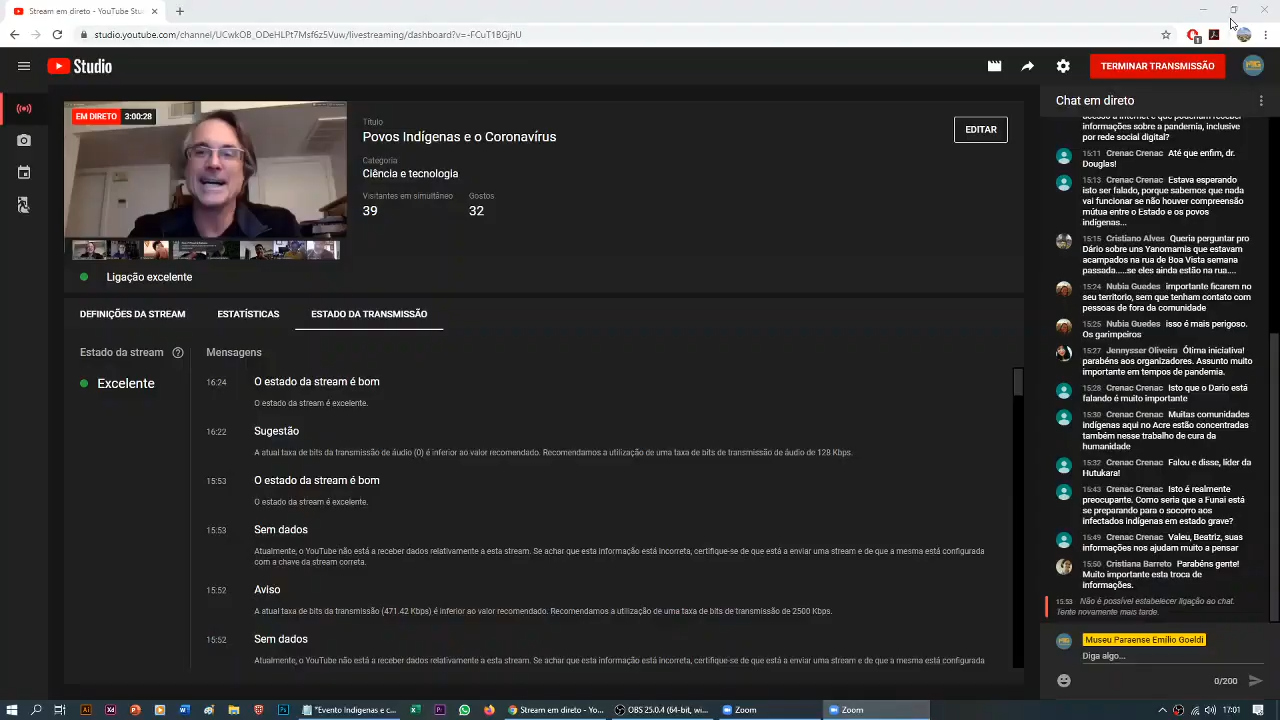 Stream em direto - YouTube Stu
studio.youtube.com/channel/UCwkOB_ODeHLPt7Msf6z5Vuw/livestreaming/dashboard?v=-FCuT1BGjhU
Studio
TERMINAR TRANSMISSÃO
EM DIRETO 3:00:28
Título
Povos Indígenas e o Coronavírus
Categoria
Ciência e tecnologia
Visitantes em simultâneo Gostos
39 32
EDITAR
Ligação excelente
DEFINIÇÕES DA STREAM ESTATÍSTICAS ESTADO DA TRANSMISSÃO
Estado da stream
Excelente
Mensagens
16:24 O estado da stream é bom
O estado da stream é excelente.
16:22 Sugestão
A atual taxa de bits da transmissão de áudio (0) é inferior ao valor recomendado. Recomendamos a utilização de uma taxa de bits de transmissão de áudio de 128 Kbps.
15:53 O estado da stream é bom
O estado da stream é excelente.
15:53 Sem dados
Atualmente, o YouTube não está a receber dados relativamente a esta stream. Se achar que esta informação está incorreta, certifique-se de que está a enviar uma stream e de que a mesma está configurada
com a chave da stream correta.
15:52 Aviso
A atual taxa de bits da transmissão (471.42 Kbps) é inferior ao valor recomendado. Recomendamos a utilização de uma taxa de bits de transmissão de 2500 Kbps.
15:52 Sem dados
Atualmente, o YouTube não está a receber dados relativamente a esta stream. Se achar que esta informação está incorreta, certifique-se de que está a enviar uma stream e de que a mesma está configurada
Chat em direto
acesso a internet e que poderiam receber
informações sobre a pandemia, inclusive
por rede social digital?
15:11 Crenac Crenac Até que enfim, dr.
Douglas!
15:13 Crenac Crenac Estava esperando
isto ser falado, porque sabemos que nada
vai funcionar se não houver compreensão
mútua entre o Estado e os povos
indígenas...
15:15 Cristiano Alves Queria perguntar pro
Dário sobre uns Yanomamis que estavam
acampados na rua de Boa Vista semana
passada.....se eles ainda estão na rua....
15:24 Nubia Guedes importante ficarem no
seu territorio, sem que tenham contato com
pessoas de fora da comunidade
15:25 Nubia Guedes isso é mais perigoso.
Os garimpeiros
15:27 Jennysser Oliveira Ótima iniciativa!
parabéns aos organizadores. Assunto muito
importante em tempos de pandemia.
15:28 Crenac Crenac Isto que o Dario está
falando é muito importante
15:30 Crenac Crenac Muitas comunidades
indígenas aqui no Acre estão concentradas
também nesse trabalho de cura da
humanidade
15:32 Crenac Crenac Falou e disse, líder da
Hutukara!
15:43 Crenac Crenac Isto é realmente
preocupante. Como seria que a Funai está
se preparando para o socorro aos
infectados indígenas em estado grave?
15:49 Crenac Crenac Valeu, Beatriz, suas
informações nos ajudam muito a pensar
15:50 Cristiana Barreto Parabéns gente!
Muito importante esta troca de
informações.
15:53 Não é possível estabelecer ligação ao chat.
Tente novamente mais tarde.
Museu Paraense Emílio Goeldi
Diga algo...
0/200
*Evento Indígenas e c... Stream em direto - Yo... OBS 25.0.4 (64-bit, wi... Zoom Zoom 17:01